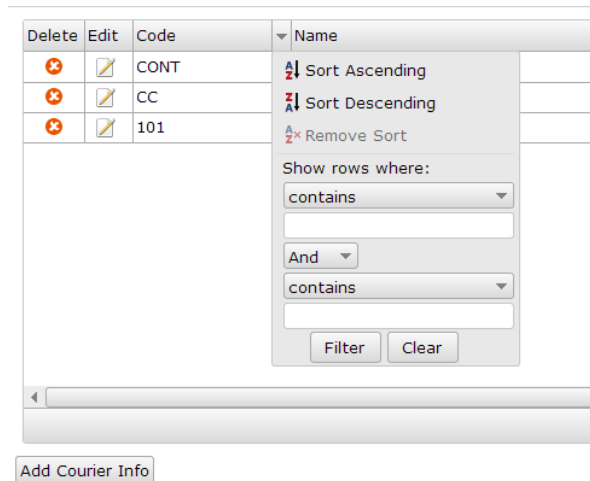 Delete Edit Code Name
CONT
CC
101
Sort Ascending
Sort Descending
Remove Sort
Show rows where:
contains
And
contains
Filter Clear
Add Courier Info